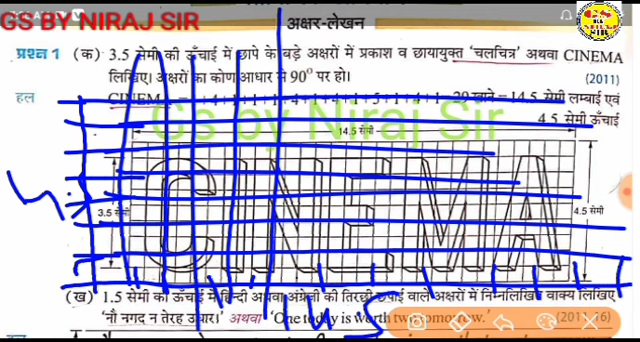 GS BY NIRAJ SIR
अक्षर-लेखन
प्रश्न 1 (क) 3.5 सेमी की ऊँचाई में छापे के बड़े अक्षरों में प्रकाश व छायायुक्त 'चलचित्र' अथवा CINEMA
लिखिए। अक्षरों का कोण आधार से 90° पर हो। (2011)
हल CINEMA 29 खाने = 14.5 सेमी लम्बाई एवं
4.5 सेमी ऊँचाई
Gs by Niraj Sir
14.5 सेमी
3.5 सेमी CINEMA 4.5 सेमी
(ख) 1.5 सेमी की ऊँचाई में हिन्दी अथवा अंग्रेजी की तिरछी छपाई वाले अक्षरों में निम्नलिखित वाक्य लिखिए
'नौ नगद न तेरह उधार।' अथवा 'One today is worth two tomorrow.'